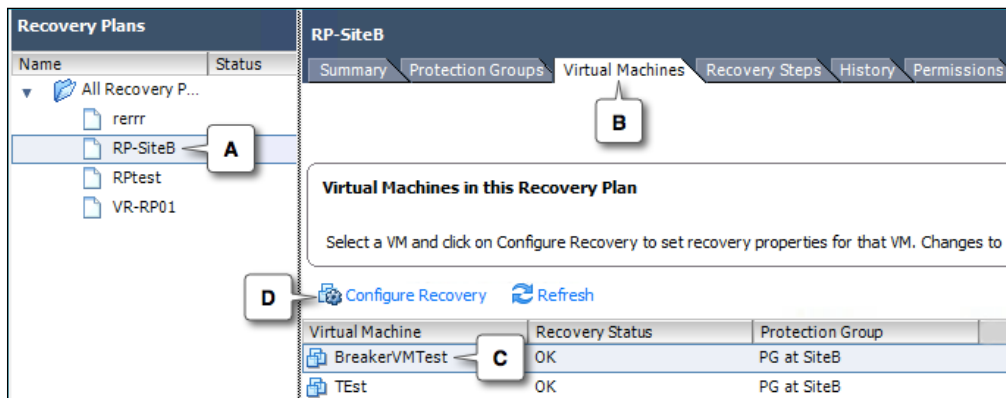 Recovery Plans
Name Status
All Recovery P...
rerrr
RP-SiteB
A
RPtest
VR-RP01
RP-SiteB
Summary Protection Groups Virtual Machines Recovery Steps History Permissions
B
Virtual Machines in this Recovery Plan
Select a VM and click on Configure Recovery to set recovery properties for that VM. Changes to
D
Configure Recovery Refresh
Virtual Machine Recovery Status Protection Group
BreakerVMTest C OK PG at SiteB
TEst OK PG at SiteB